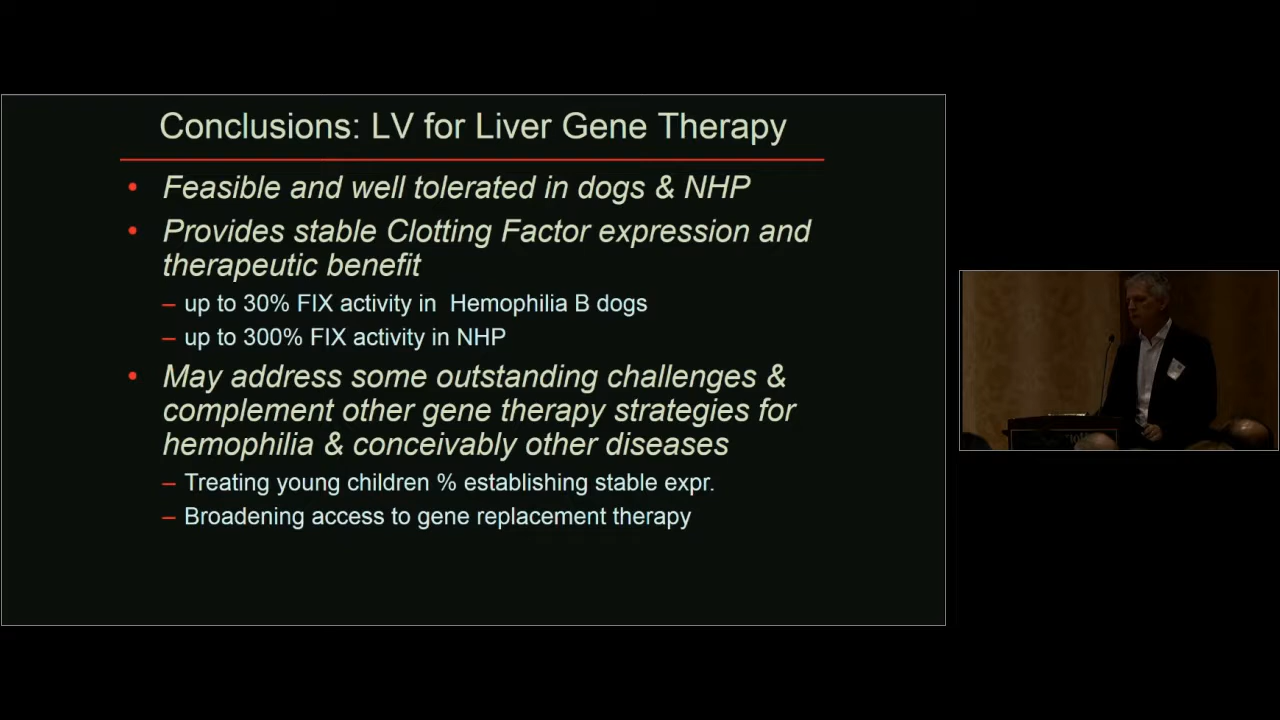 Conclusions: LV for Liver Gene Therapy
• Feasible and well tolerated in dogs & NHP
• Provides stable Clotting Factor expression and
therapeutic benefit
– up to 30% FIX activity in Hemophilia B dogs
– up to 300% FIX activity in NHP
• May address some outstanding challenges &
complement other gene therapy strategies for
hemophilia & conceivably other diseases
– Treating young children % establishing stable expr.
– Broadening access to gene replacement therapy